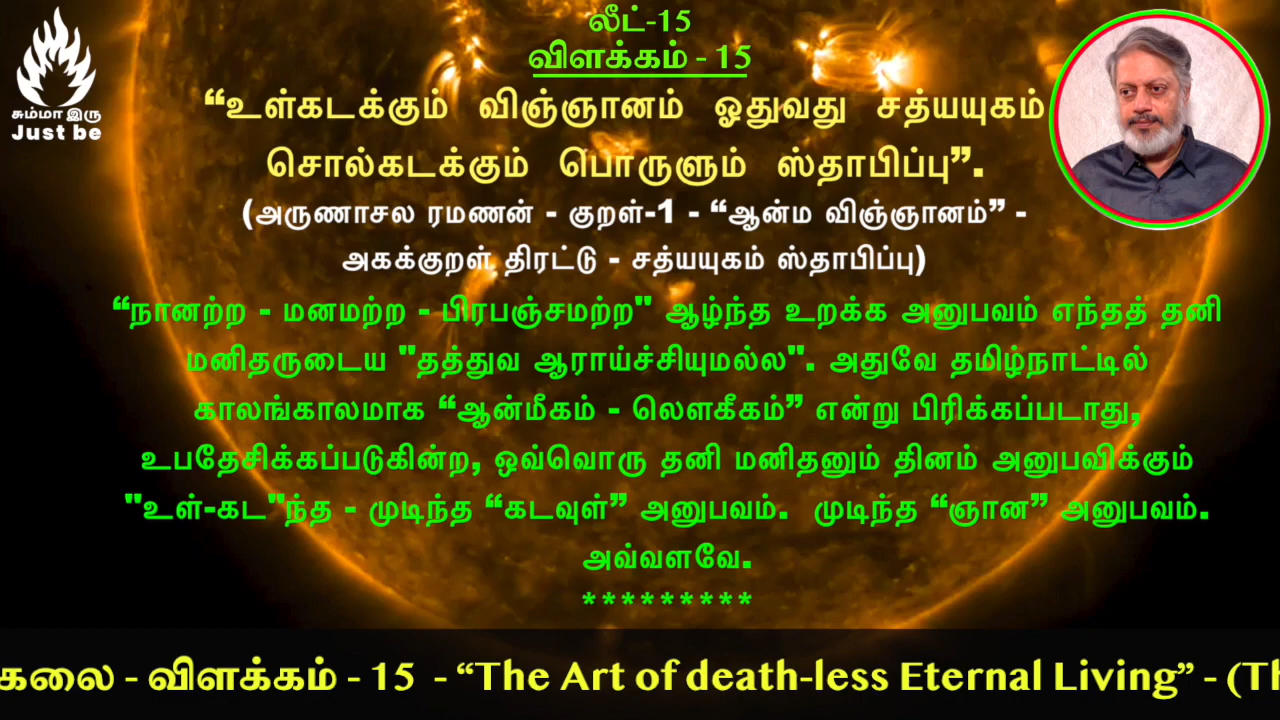 லீட்-15
விளக்கம் - 15
சும்மா இரு
Just be
“உள்கடக்கும் விஞ்ஞானம் ஓதுவது சத்யயுகம்
சொல்கடக்கும் பொருளும் ஸ்தாபிப்பு”.
(அருணாசல ரமணன் - குறள்-1 - “ஆன்ம விஞ்ஞானம்” -
அகக்குறள் திரட்டு - சத்யயுகம் ஸ்தாபிப்பு)
“நானற்ற - மனமற்ற - பிரபஞ்சமற்ற" ஆழ்ந்த உறக்க அனுபவம் எந்தத் தனி
மனிதருடைய "தத்துவ ஆராய்ச்சியுமல்ல". அதுவே தமிழ்நாட்டில்
காலங்காலமாக “ஆன்மீகம் - லௌகீகம்” என்று பிரிக்கப்படாது,
உபதேசிக்கப்படுகின்ற, ஒவ்வொரு தனி மனிதனும் தினம் அனுபவிக்கும்
"உள்-கட"ந்த - முடிந்த “கடவுள்” அனுபவம். முடிந்த “ஞான” அனுபவம்.
அவ்வளவே.
*********
கலை - விளக்கம் - 15 - “The Art of death-less Eternal Living” - (Th